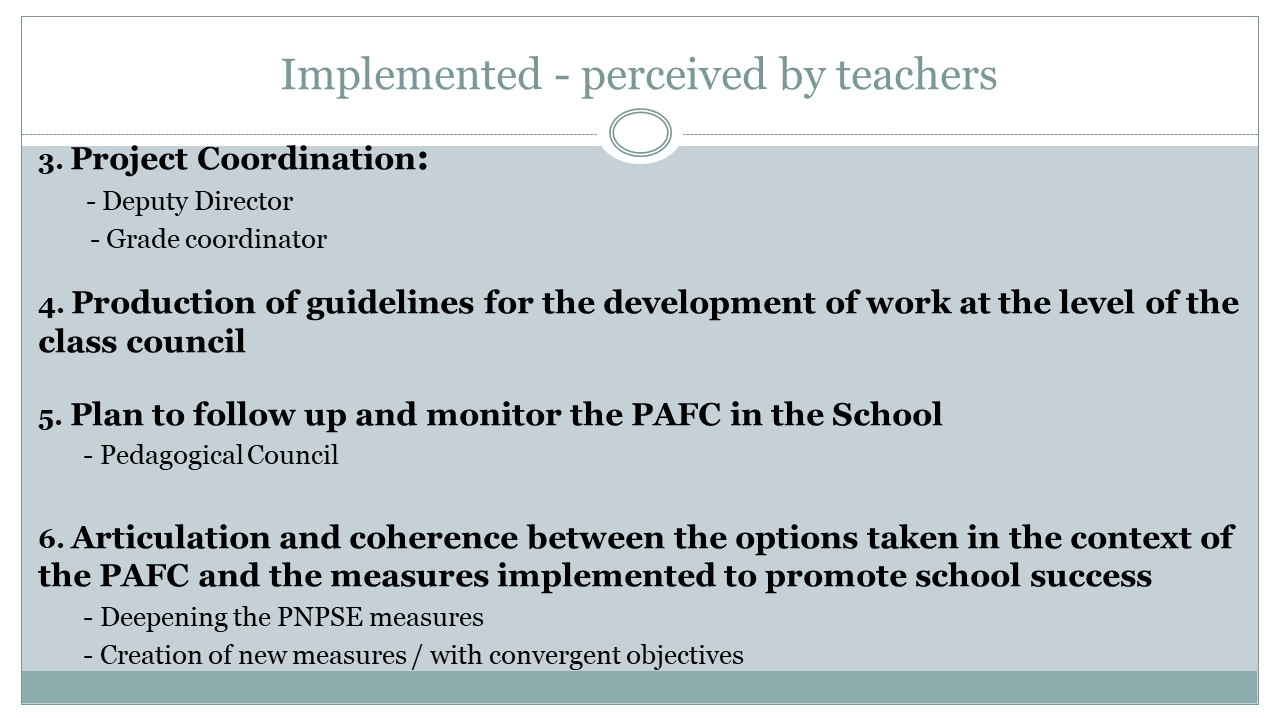 Implemented - perceived by teachers
3. Project Coordination:
- Deputy Director
- Grade coordinator
4. Production of guidelines for the development of work at the level of the
class council
5. Plan to follow up and monitor the PAFC in the School
- Pedagogical Council
6. Articulation and coherence between the options taken in the context of
the PAFC and the measures implemented to promote school success
- Deepening the PNPSE measures
- Creation of new measures / with convergent objectives